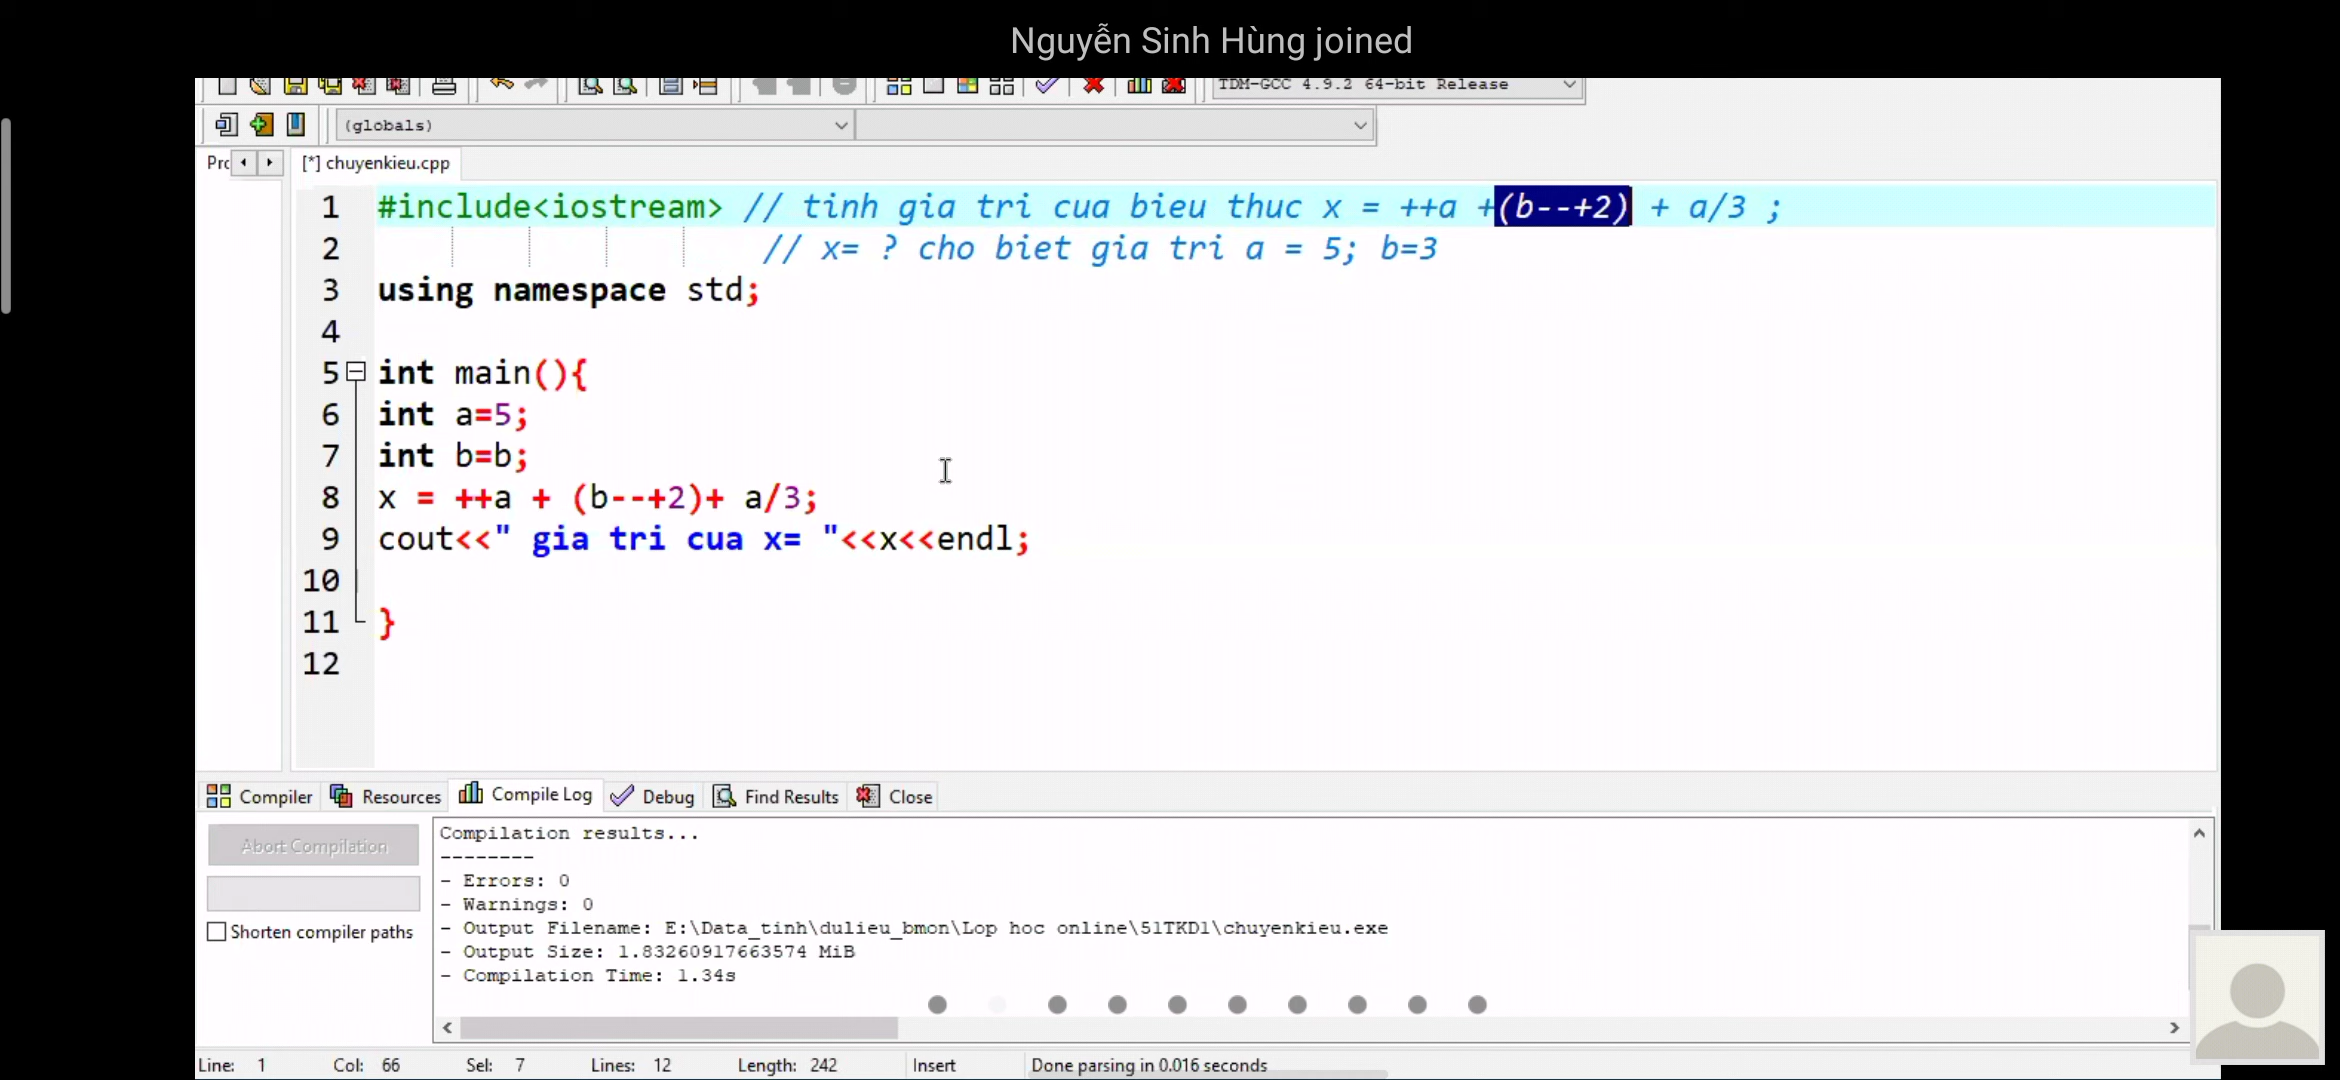 Nguyễn Sinh Hùng joined
TDM-GCC 4.9.2 64-bit Release
(globals)
Prc
[*] chuyenkieu.cpp
1 #include<iostream> // tinh gia tri cua bieu thuc x = ++a +(b--+2) + a/3 ;
2 // x= ? cho biet gia tri a = 5; b=3
3 using namespace std;
4
5 int main(){
6 int a=5;
7 int b=b;
8 x = ++a + (b--+2)+ a/3;
9 cout<<" gia tri cua x= "<<x<<endl;
10
11 }
12
Compiler Resources Compile Log Debug Find Results Close
Abort Compilation
Shorten compiler paths
Compilation results...
--------
- Errors: 0
- Warnings: 0
- Output Filename: E:\Data_tinh\dulieu_bmon\Lop hoc online\51TKD1\chuyenkieu.exe
- Output Size: 1.83260917663574 MiB
- Compilation Time: 1.34s
Line: 1 Col: 66 Sel: 7 Lines: 12 Length: 242 Insert Done parsing in 0.016 seconds